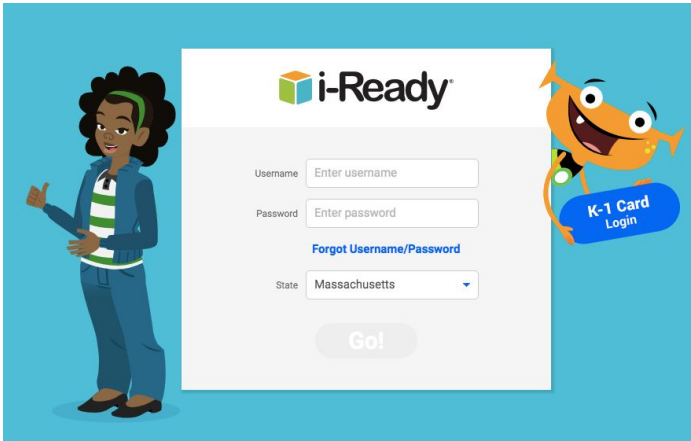 i-Ready®
Username Enter username
Password Enter password
Forgot Username/Password
State Massachusetts
Go!
K-1 Card
Login